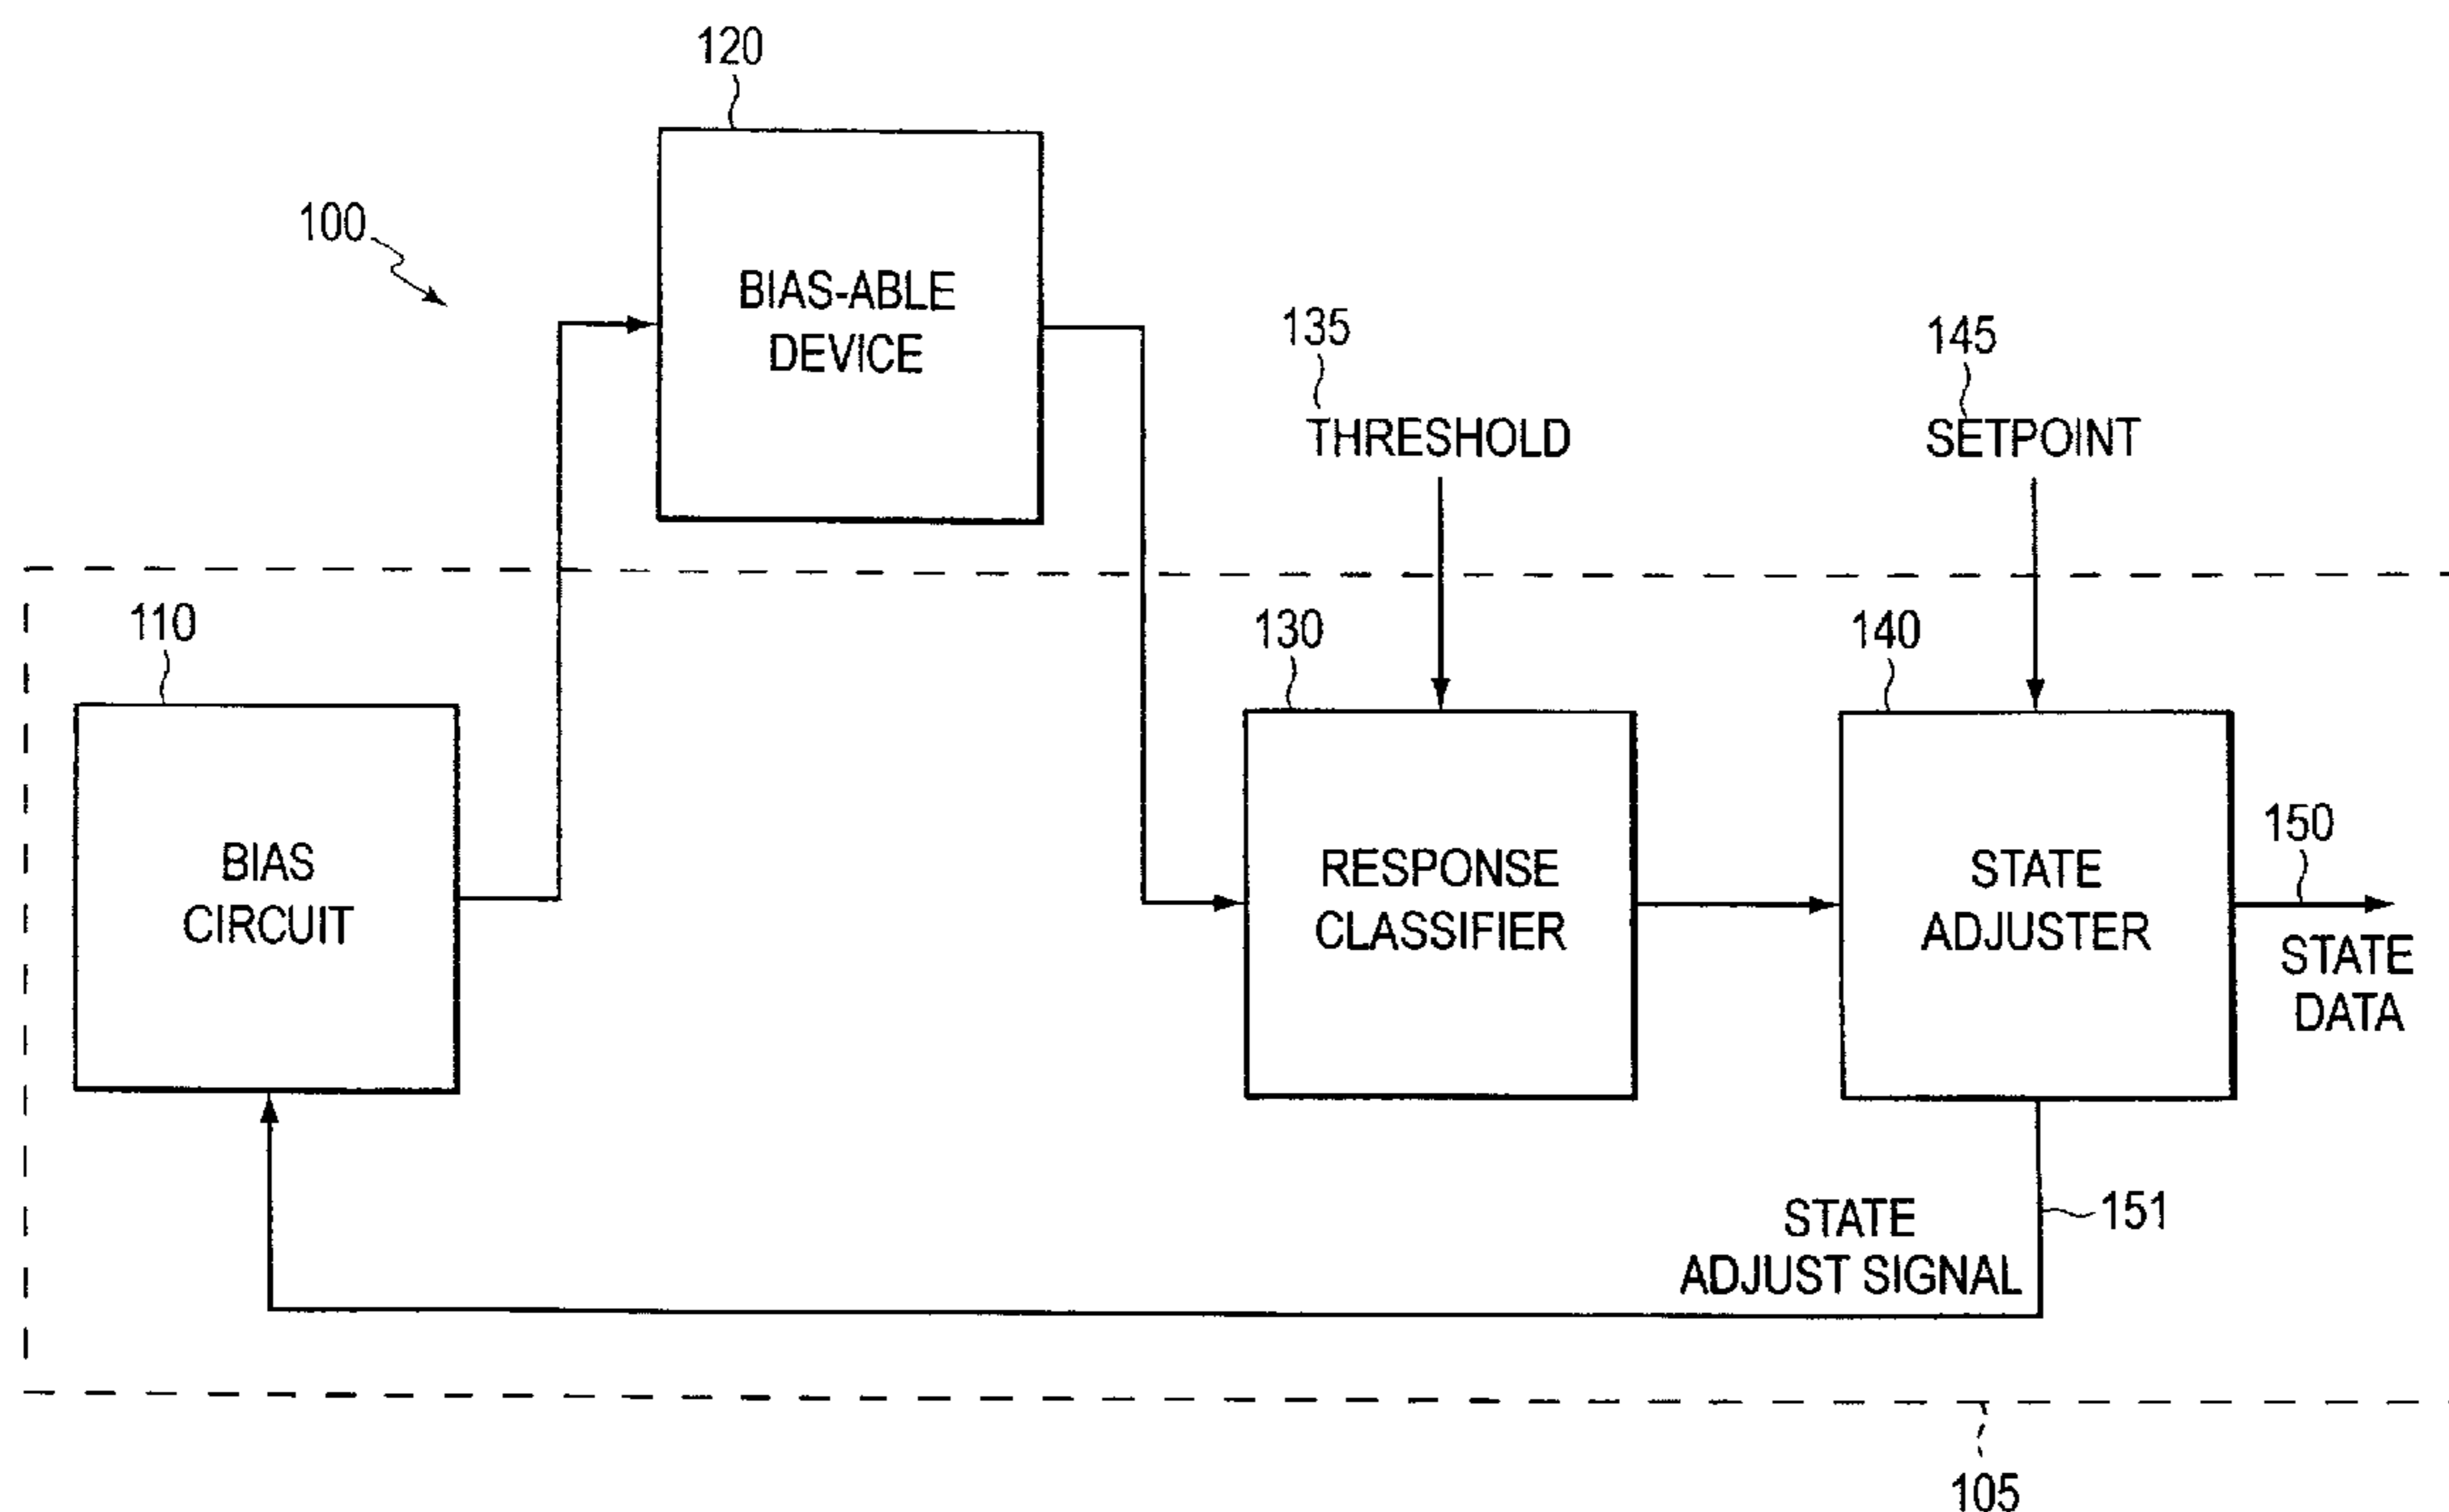 120
100
BIAS-ABLE
DEVICE
135
THRESHOLD
145
SETPOINT
110
BIAS
CIRCUIT
130
RESPONSE
CLASSIFIER
140
STATE
ADJUSTER
150
STATE
DATA
STATE
ADJUST SIGNAL
151
105